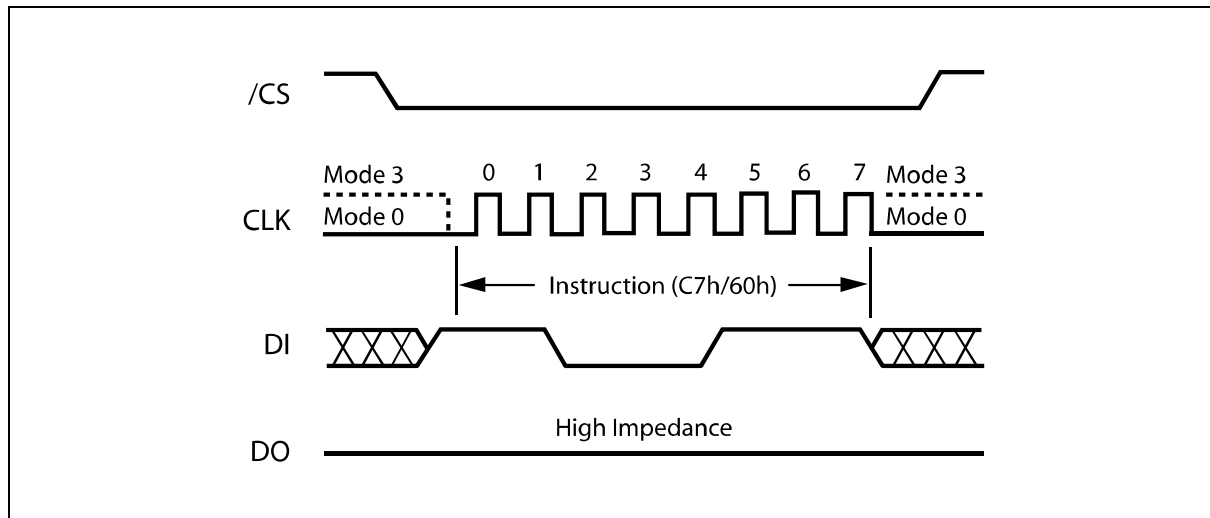 /CS
Mode 3 0 1 2 3 4 5 6 7 Mode 3
CLK Mode 0 Mode 0
Instruction (C7h/60h)
DI
High Impedance
DO